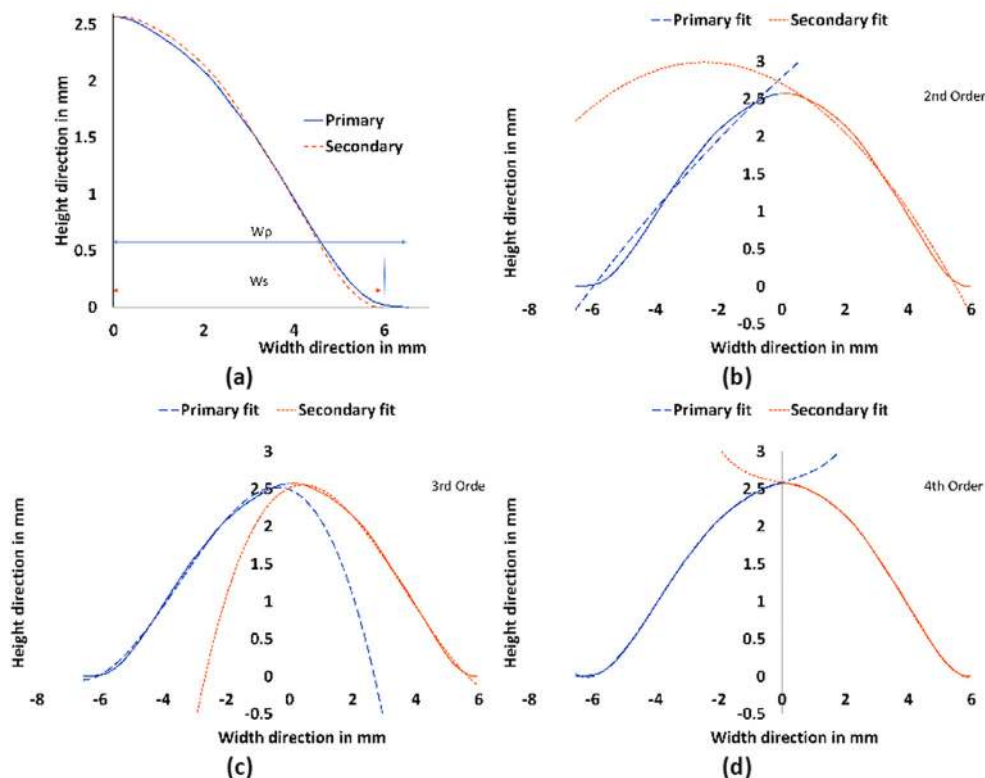 2.5
2
1.5
1
0.5
0
Height direction in mm
Primary
Secondary
Wp
Ws
0 2 4 6
Width direction in mm
(a)
Primary fit Secondary fit
3
2.5
2
1.5
1
0.5
0
-0.5
2nd Order
Height direction in mm
-8 -6 -4 -2 0 2 4 6
Width direction in mm
(b)
Primary fit Secondary fit
3
2.5
2
1.5
1
0.5
0
-0.5
3rd Orde
Height direction in mm
-8 -6 -4 -2 0 2 4 6
Width direction in mm
(c)
Primary fit Secondary fit
3
2.5
2
1.5
1
0.5
0
-0.5
4th Order
Height direction in mm
-8 -6 -4 -2 0 2 4 6
Width direction in mm
(d)